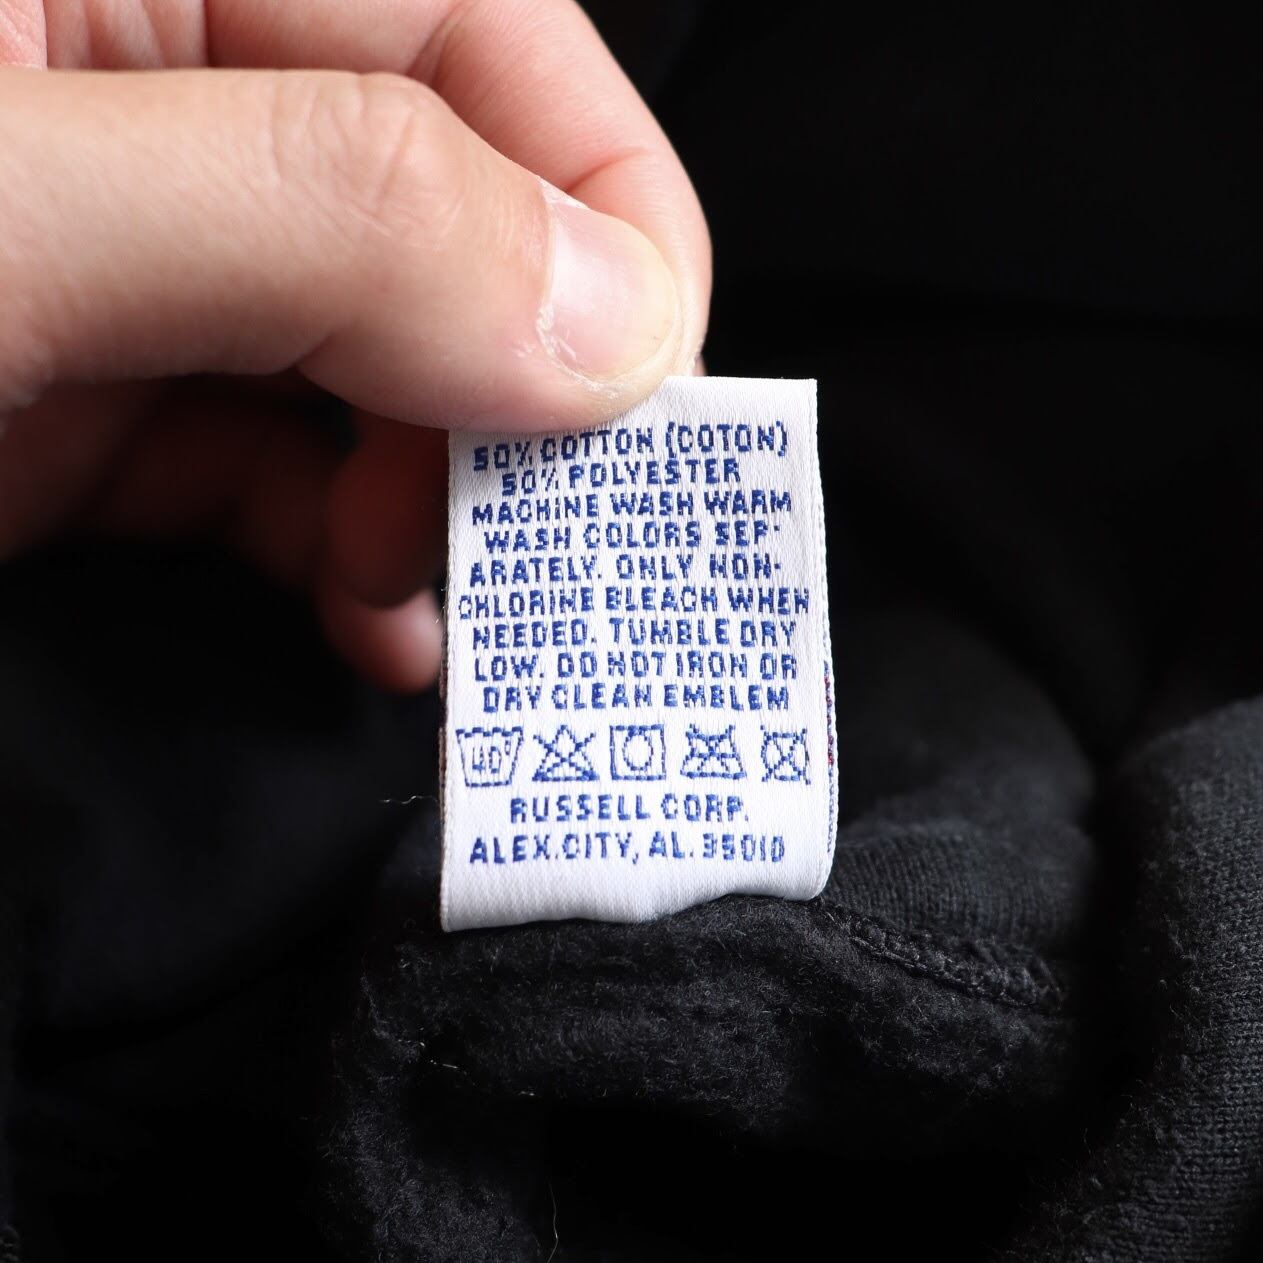 50% COTTON (COTON)
50% POLYESTER
MACHINE WASH WARM
WASH COLORS SEP-
ARATELY. ONLY NON-
CHLORINE BLEACH WHEN
NEEDED. TUMBLE DRY
LOW. DO NOT IRON OR
DRY CLEAN EMBLEM
40°
RUSSELL CORP.
ALEX.CITY, AL. 35010